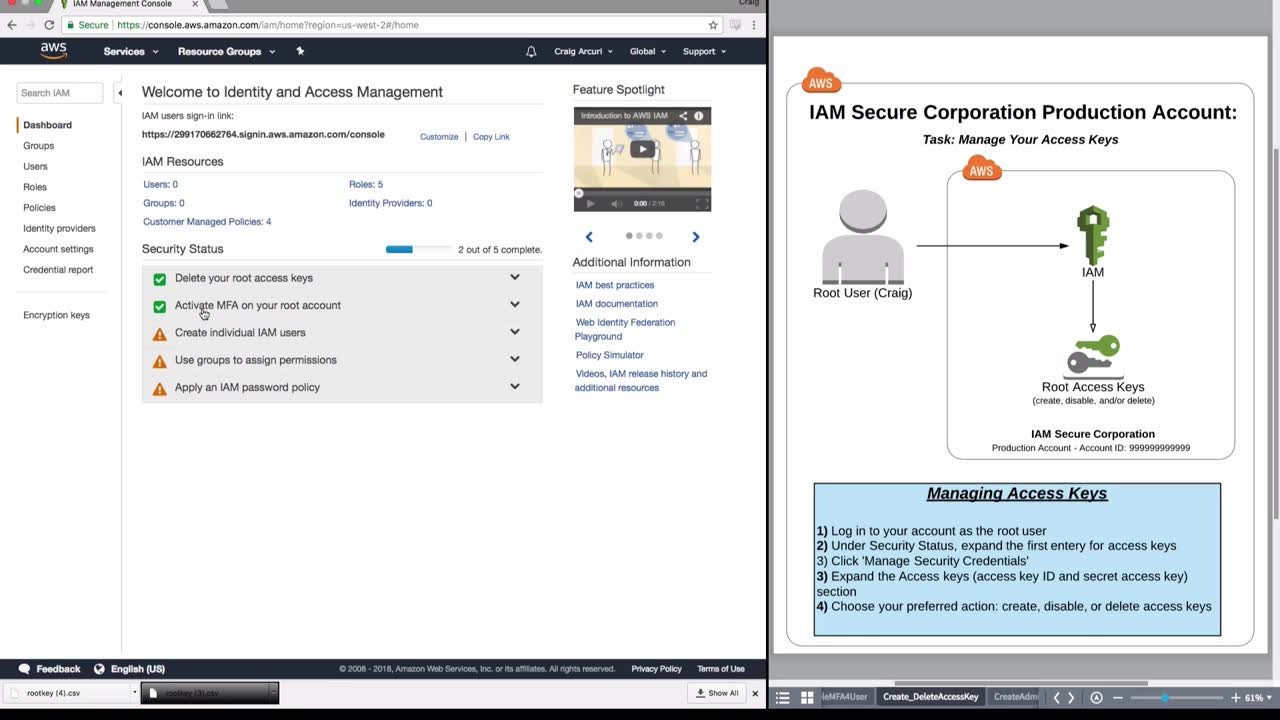 IAM Management Console
Craig
Secure https://console.aws.amazon.com/iam/home?region=us-west-2#/home
aws
Services
Resource Groups
Craig Arcuri
Global
Support
Search IAM
Dashboard
Groups
Users
Roles
Policies
Identity providers
Account settings
Credential report
Encryption keys
Welcome to Identity and Access Management
IAM users sign-in link:
https://299170662764.signin.aws.amazon.com/console
Customize | Copy Link
IAM Resources
Users: 0
Roles: 5
Groups: 0
Identity Providers: 0
Customer Managed Policies: 4
Security Status
2 out of 5 complete.
Delete your root access keys
Activate MFA on your root account
Create individual IAM users
Use groups to assign permissions
Apply an IAM password policy
Feature Spotlight
Introduction to AWS IAM
0:00 / 2:16
Additional Information
IAM best practices
IAM documentation
Web Identity Federation
Playground
Policy Simulator
Videos, IAM release history and
additional resources
Feedback
English (US)
© 2008 - 2018, Amazon Web Services, Inc. or its affiliates. All rights reserved.
Privacy Policy
Terms of Use
rootkey (4).csv
rootkey (3).csv
Show All
AWS
IAM Secure Corporation Production Account:
Task: Manage Your Access Keys
AWS
Root User (Craig)
IAM
Root Access Keys
(create, disable, and/or delete)
IAM Secure Corporation
Production Account - Account ID: 999999999999
Managing Access Keys
1) Log in to your account as the root user
2) Under Security Status, expand the first entery for access keys
3) Click 'Manage Security Credentials'
3) Expand the Access keys (access key ID and secret access key)
section
4) Choose your preferred action: create, disable, or delete access keys
leMFA4User
Create_DeleteAccessKey
CreateAdmi
61%